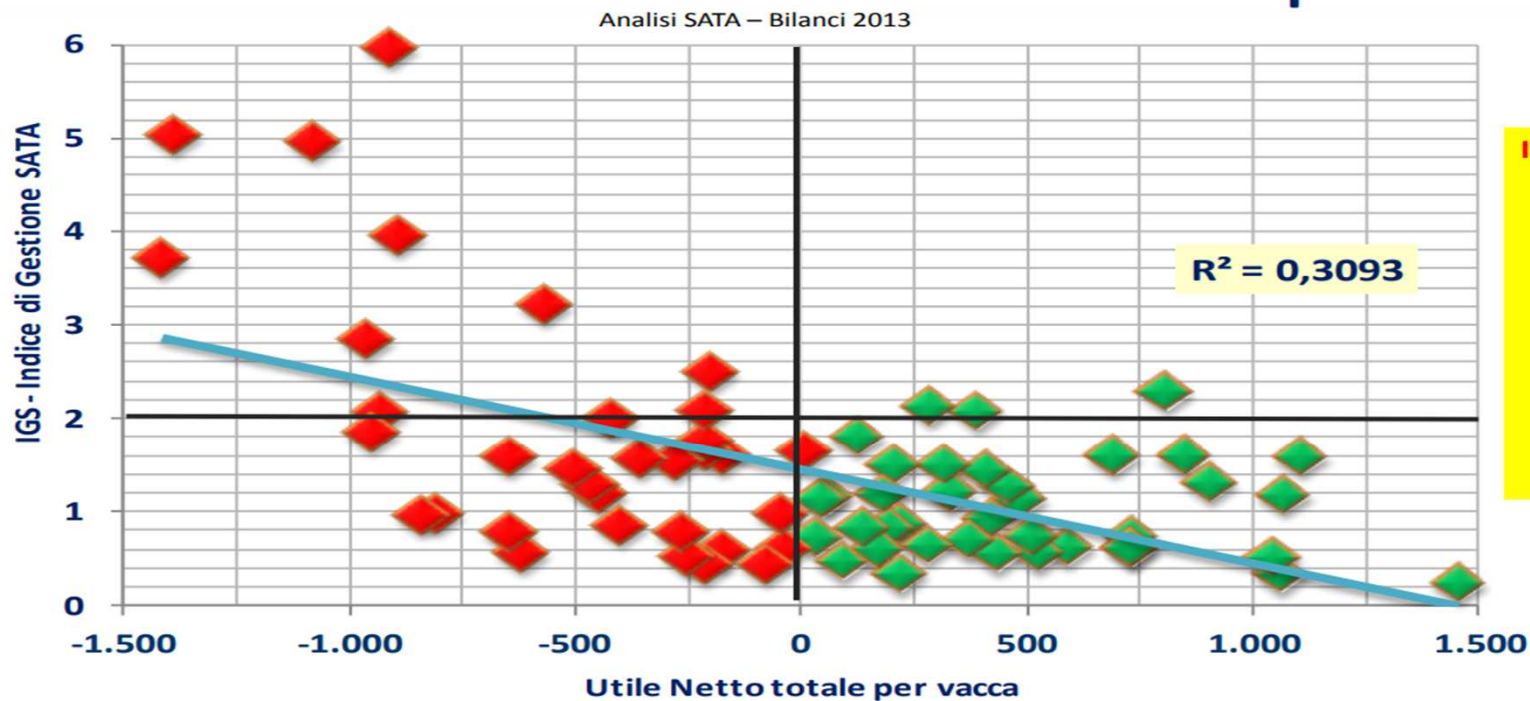 Analisi SATA – Bilanci 2013
6
5
4
3
2
1
0
IGS - Indice di Gestione SATA
R² = 0,3093
-1.500 -1.000 -500 0 500 1.000 1.500
Utile Netto totale per vacca